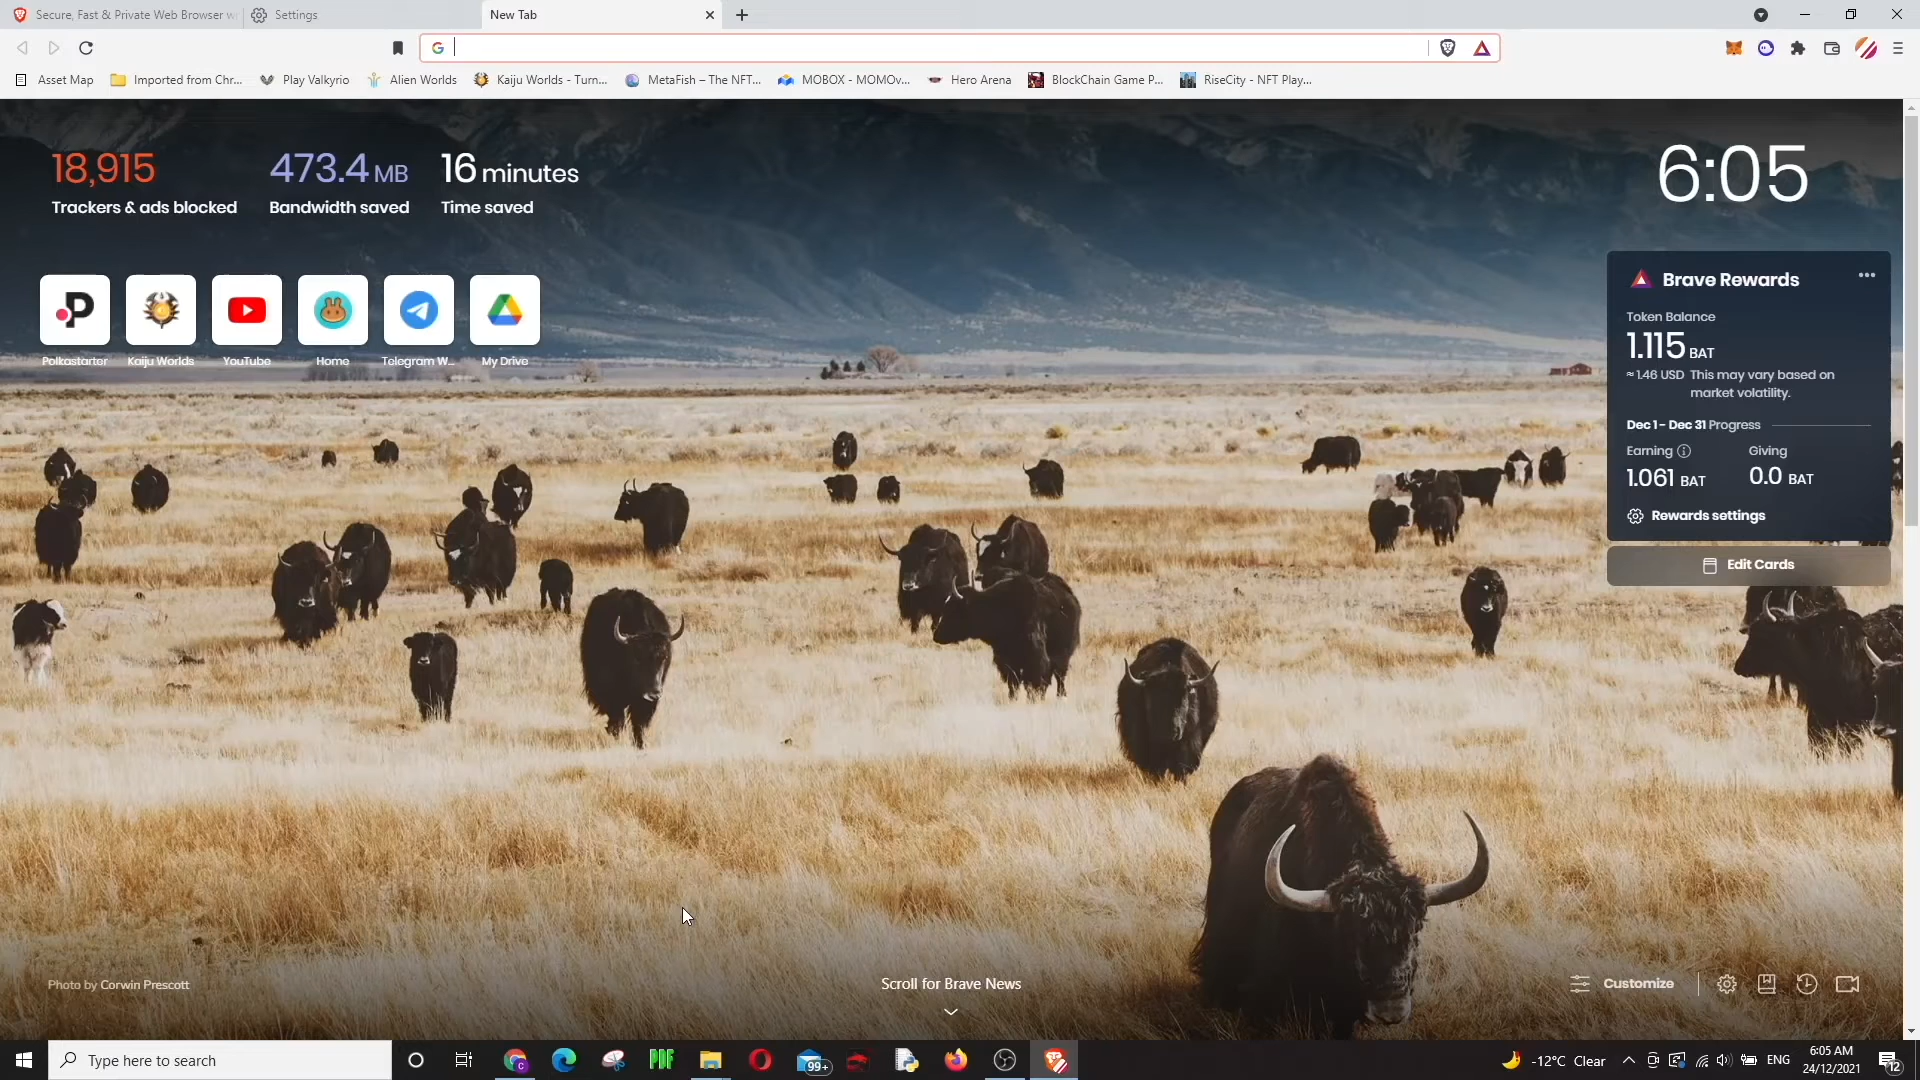 Secure, Fast & Private Web Browser w
Settings
New Tab
Asset Map
Imported from Chr...
Play Valkyrio
Alien Worlds
Kaiju Worlds - Turn...
MetaFish – The NFT...
MOBOX - MOMOv...
Hero Arena
BlockChain Game P...
RiseCity - NFT Play...
18,915
Trackers & ads blocked
473.4 MB
Bandwidth saved
16 minutes
Time saved
6:05
Polkastarter
Kaiju Worlds
YouTube
Home
Telegram W...
My Drive
Brave Rewards
Token Balance
1.115 BAT
≈ 1.46 USD This may vary based on
market volatility.
Dec 1 - Dec 31 Progress
Earning
1.061 BAT
Giving
0.0 BAT
Rewards settings
Edit Cards
Photo by Corwin Prescott
Scroll for Brave News
Customize
Type here to search
99+
-12°C Clear
ENG
6:05 AM
24/12/2021
12